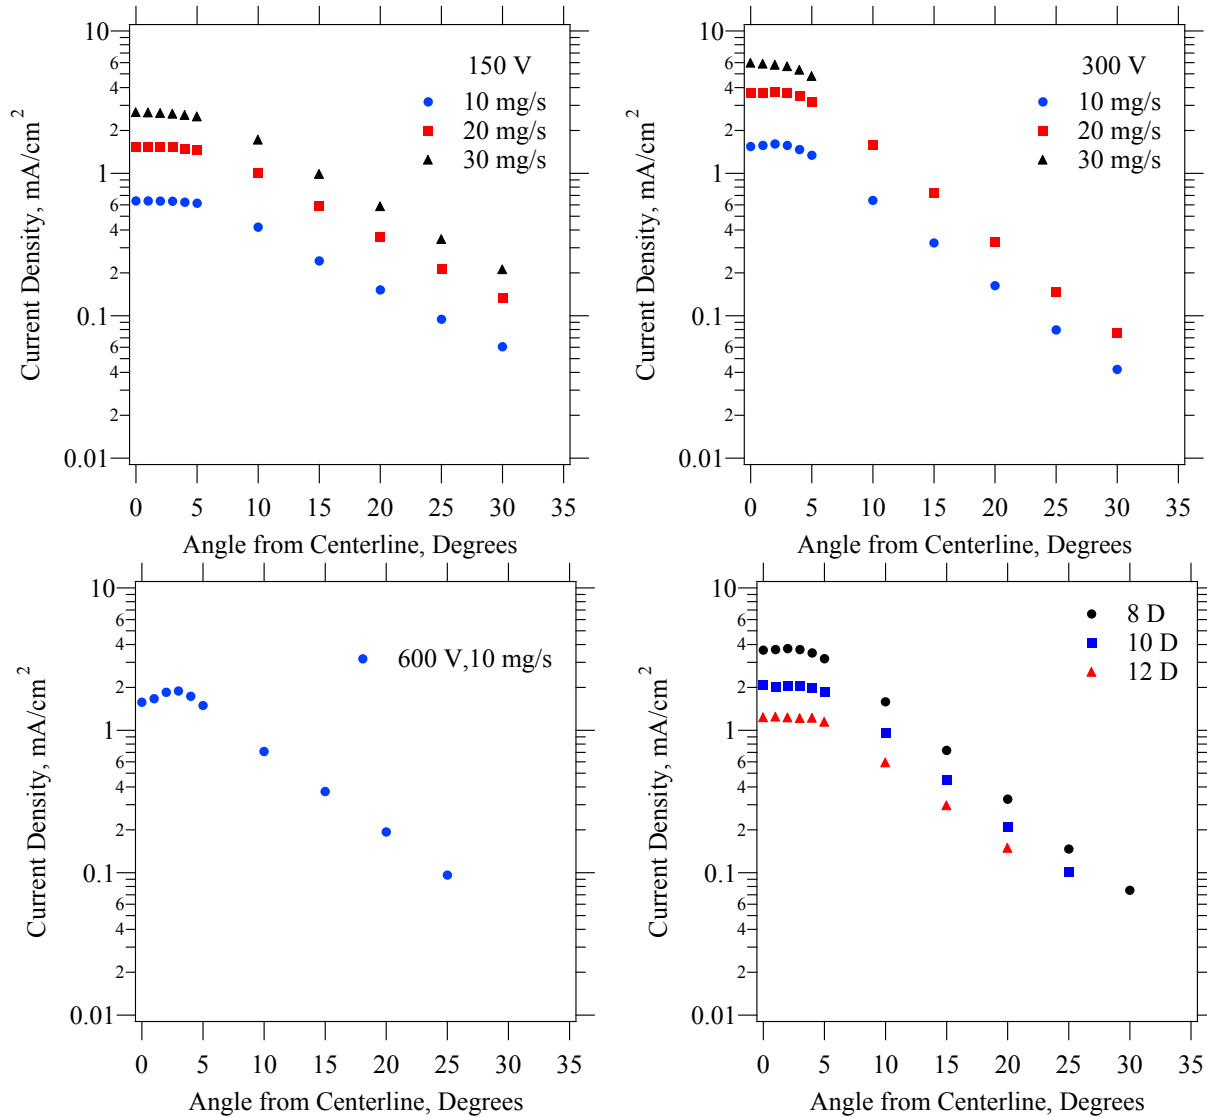 150 V
10 mg/s
20 mg/s
30 mg/s
10
6
4
2
1
6
4
2
0.1
6
4
2
0.01
Current Density, mA/cm²
0 5 10 15 20 25 30 35
Angle from Centerline, Degrees
300 V
10 mg/s
20 mg/s
30 mg/s
10
6
4
2
1
6
4
2
0.1
6
4
2
0.01
Current Density, mA/cm²
0 5 10 15 20 25 30 35
Angle from Centerline, Degrees
600 V,10 mg/s
10
6
4
2
1
6
4
2
0.1
6
4
2
0.01
Current Density, mA/cm²
0 5 10 15 20 25 30 35
Angle from Centerline, Degrees
8 D
10 D
12 D
10
6
4
2
1
6
4
2
0.1
6
4
2
0.01
Current Density, mA/cm²
0 5 10 15 20 25 30 35
Angle from Centerline, Degrees